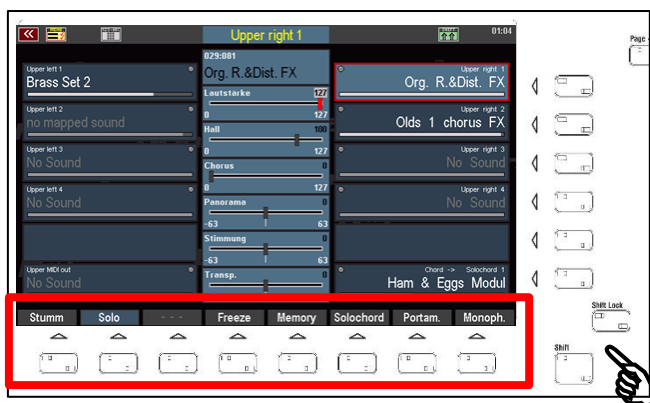 Upper right 1
01:04
Page
029:081
Org. R.&Dist. FX
Upper left 1
Brass Set 2
Upper left 2
no mapped sound
Upper left 3
No Sound
Upper left 4
No Sound
Upper MIDI out
No Sound
Lautstärke 127
0 127
Hall 100
0 127
Chorus 0
0 127
Panorama 0
-63 63
Stimmung 0
-63 63
Transp. 0
Upper right 1
Org. R.&Dist. FX
Upper right 2
Olds 1 chorus FX
Upper right 3
No Sound
Upper right 4
No Sound
Chord -> Solochord 1
Ham & Eggs Modul
Stumm Solo --- Freeze Memory Solochord Portam. Monoph.
Shift Lock
Shift